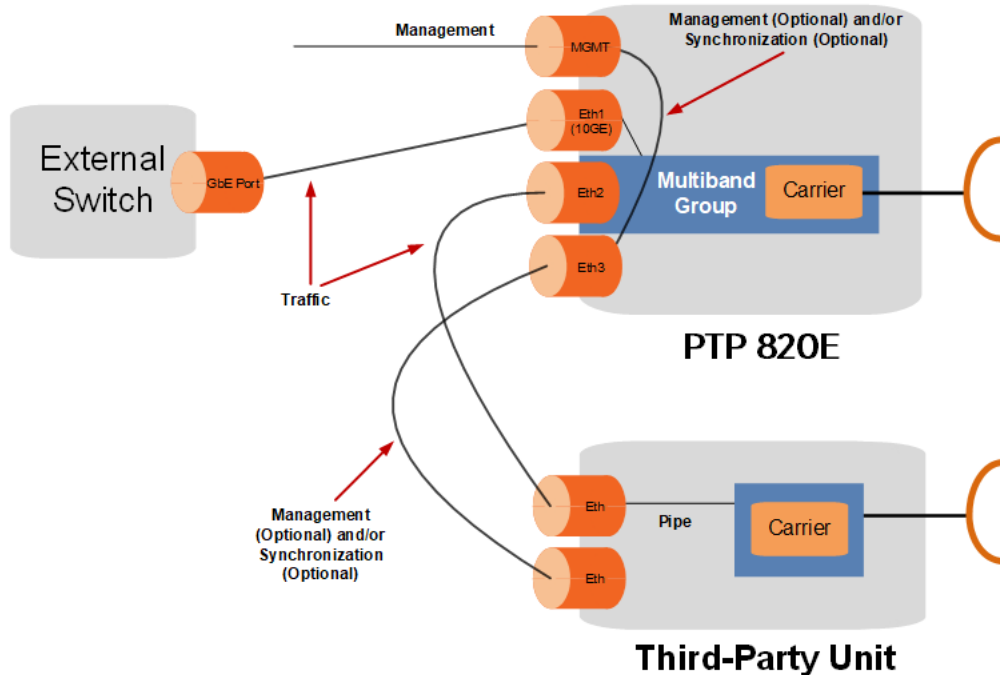 Management
Management (Optional) and/or
Synchronization (Optional)
MGMT
Eth1
(10GE)
External
Switch
GbE Port
Eth2
Multiband
Group
Carrier
Eth3
Traffic
PTP 820E
Management
(Optional) and/or
Synchronization
(Optional)
Eth
Pipe
Carrier
Eth
Third-Party Unit